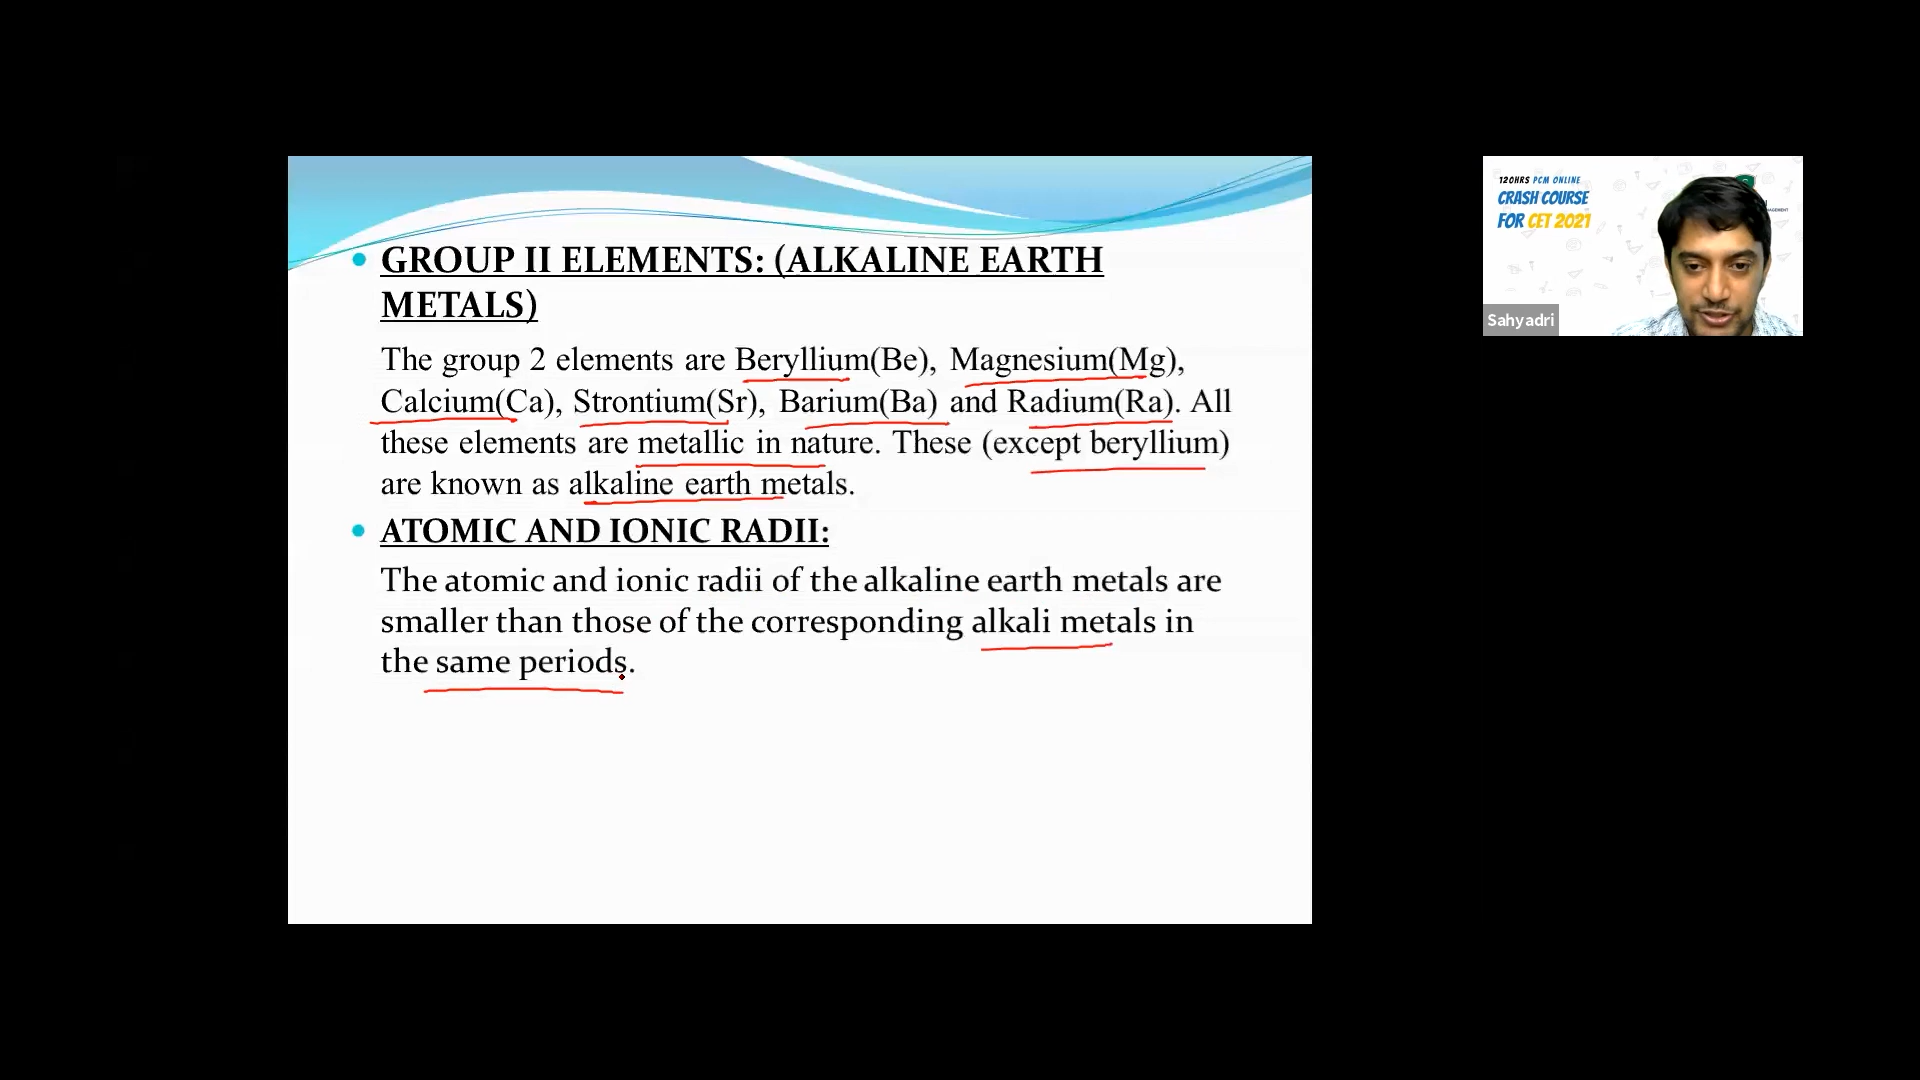 GROUP II ELEMENTS: (ALKALINE EARTH
METALS)
The group 2 elements are Beryllium(Be), Magnesium(Mg),
Calcium(Ca), Strontium(Sr), Barium(Ba) and Radium(Ra). All
these elements are metallic in nature. These (except beryllium)
are known as alkaline earth metals.
ATOMIC AND IONIC RADII:
The atomic and ionic radii of the alkaline earth metals are
smaller than those of the corresponding alkali metals in
the same periods.
120HRS PCM ONLINE
CRASH COURSE
FOR CET 2021
Sahyadri